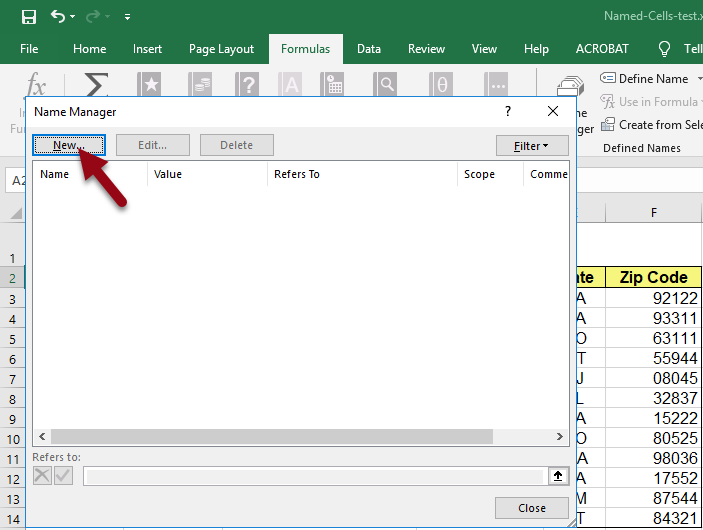 Named-Cells-test.x
File Home Insert Page Layout Formulas Data Review View Help ACROBAT Tell
fx Σ ? A θ ...
Define Name
Use in Formula
Create from Sele
Defined Names
Name Manager ? ×
New... Edit... Delete Filter
Name Value Refers To Scope Comme
F
1
2 Zip Code
3 A 92122
4 A 93311
5 O 63111
6 T 55944
7 J 08045
8 L 32837
9 A 15222
10 O 80525
11 A 98036
12 A 17552
13 M 87544
14 T 84321
Refers to:
Close